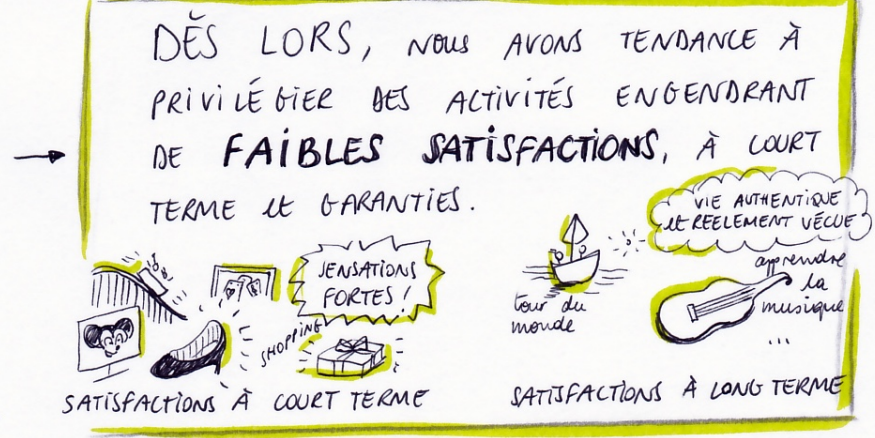 DÈS LORS, NOUS AVONS TENDANCE À
PRIVILÉGIER DES ACTIVITÉS ENGENDRANT
DE FAIBLES SATISFACTIONS, À COURT
TERME et GARANTIES.
SENSATIONS
FORTES !
SHOPPING
SATISFACTIONS À COURT TERME
VIE AUTHENTIQUE
et REELEMENT VÉCUE
tour du
monde
apprendre
la
musique
...
SATISFACTIONS À LONG TERME